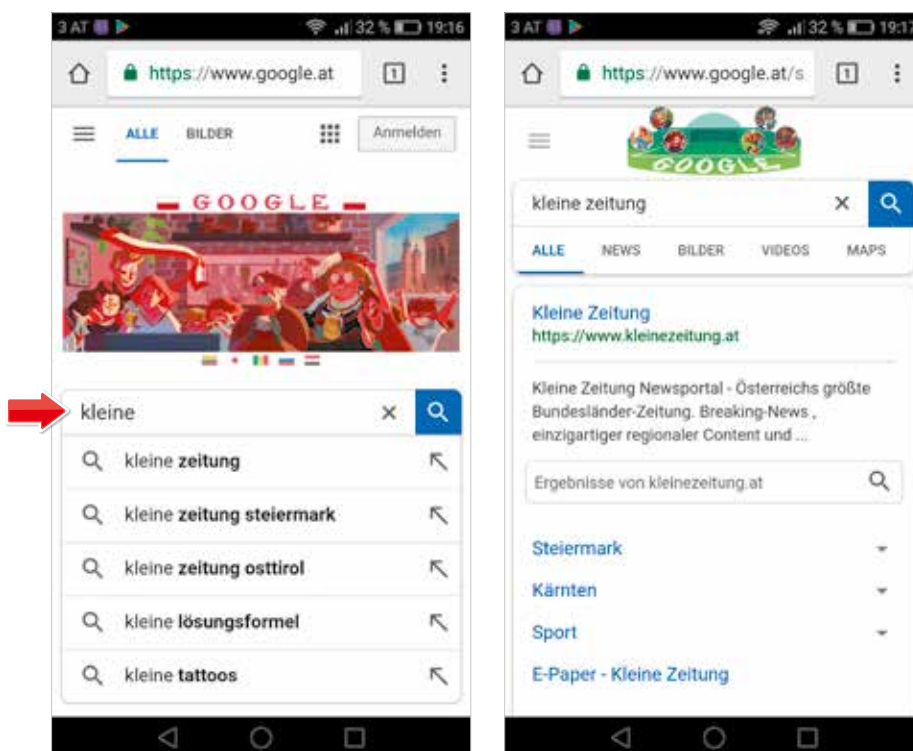 3 AT 32 % 19:16
https://www.google.at 1
ALLE BILDER Anmelden
GOOGLE
kleine
kleine zeitung
kleine zeitung steiermark
kleine zeitung osttirol
kleine lösungsformel
kleine tattoos
3 AT 32 % 19:17
https://www.google.at/s 1
GOOGLE
kleine zeitung
ALLE NEWS BILDER VIDEOS MAPS
Kleine Zeitung
https://www.kleinezeitung.at
Kleine Zeitung Newsportal - Österreichs größte
Bundesländer-Zeitung. Breaking-News ,
einzigartiger regionaler Content und ...
Ergebnisse von kleinezeitung.at
Steiermark
Kärnten
Sport
E-Paper - Kleine Zeitung